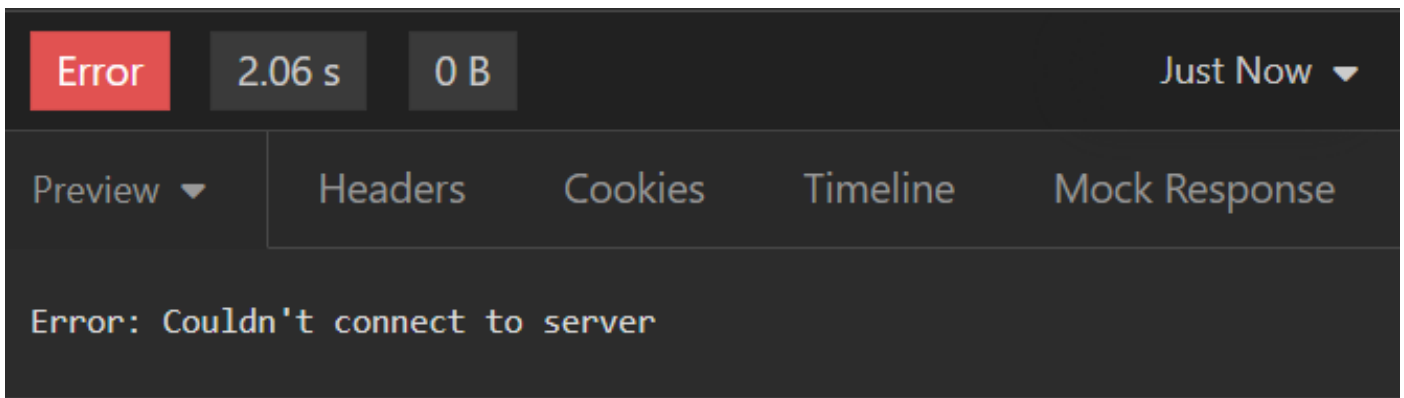 Error 2.06 s 0 B Just Now
Preview Headers Cookies Timeline Mock Response
Error: Couldn't connect to server